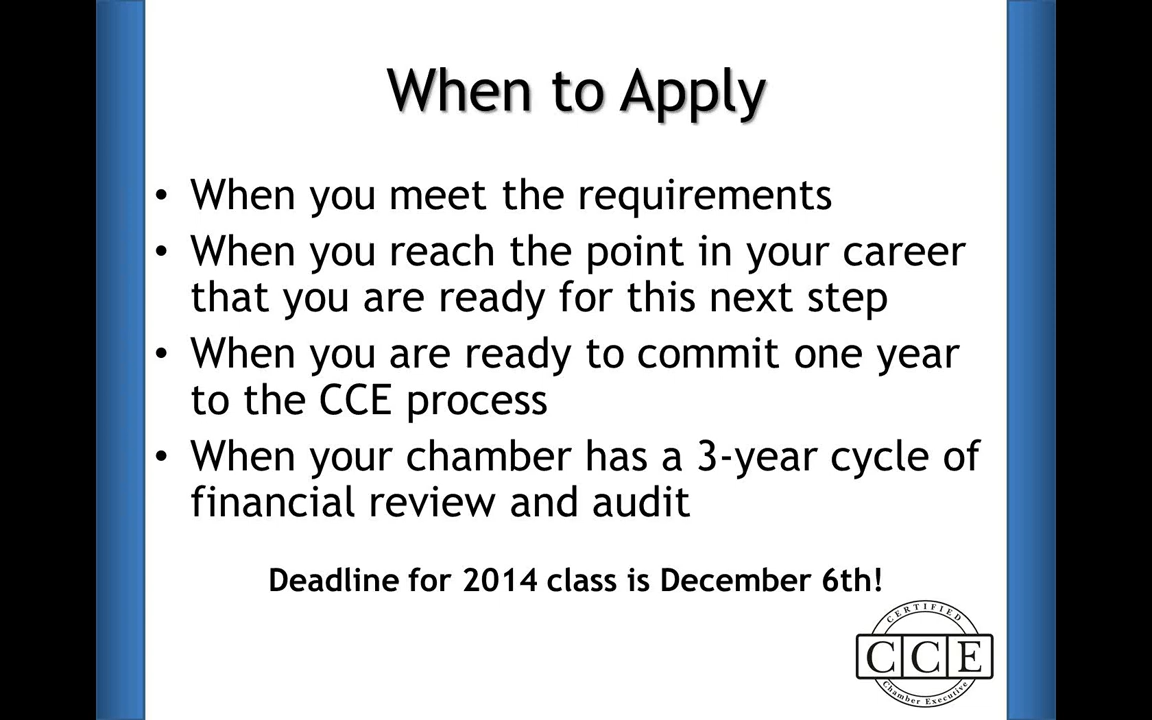 When to Apply
• When you meet the requirements
• When you reach the point in your career
that you are ready for this next step
• When you are ready to commit one year
to the CCE process
• When your chamber has a 3-year cycle of
financial review and audit
Deadline for 2014 class is December 6th!
CERTIFIED
CCE
Chamber Executive